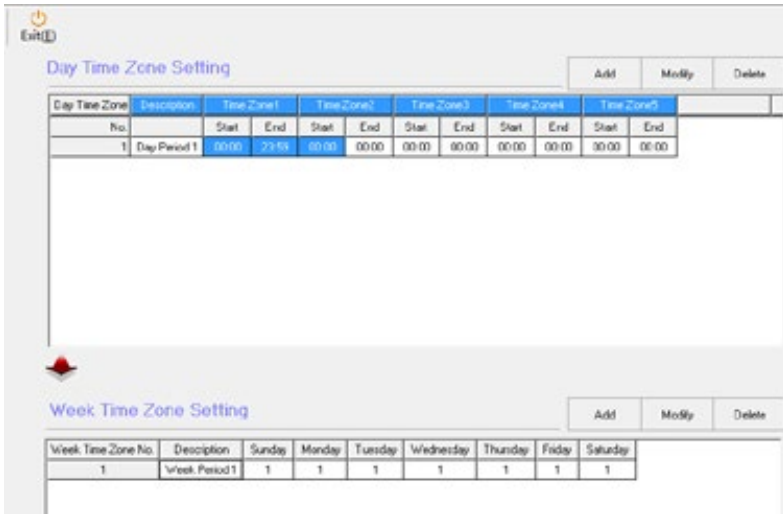 Exit(E)
Day Time Zone Setting
Add Modify Delete
Day Time Zone Description Time Zone1 Time Zone2 Time Zone3 Time Zone4 Time Zone5
No. Start End Start End Start End Start End Start End
1 Day Period 1 00:00 23:59 00:00 00:00 00:00 00:00 00:00 00:00 00:00 00:00
Week Time Zone Setting
Add Modify Delete
Week Time Zone No. Description Sunday Monday Tuesday Wednesday Thursday Friday Saturday
1 Week Period 1 1 1 1 1 1 1 1